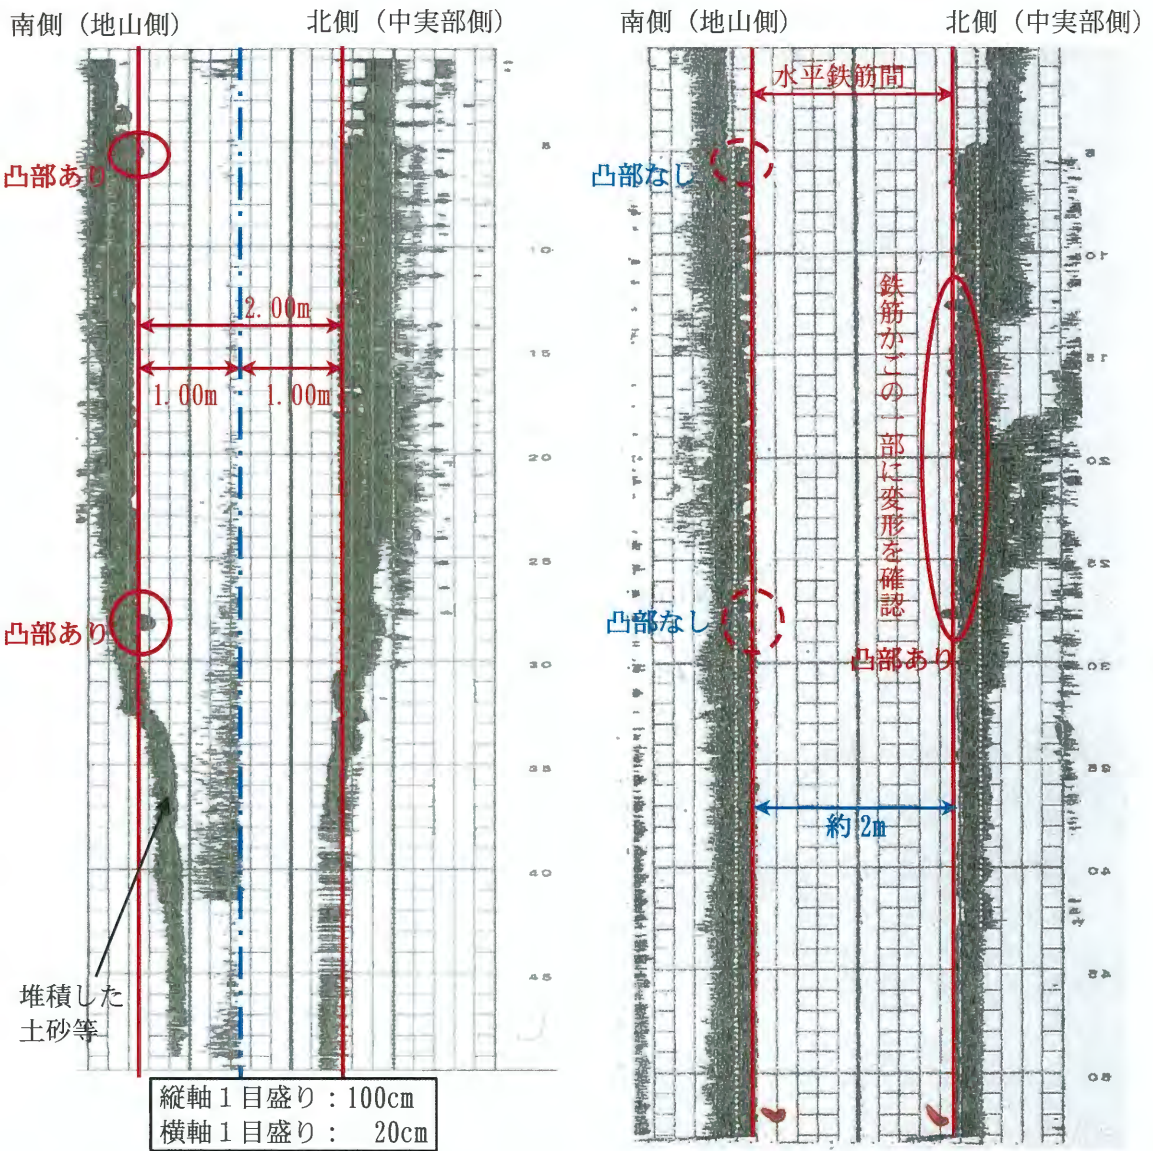 南側（地山側）
北側（中実部側）
凸部あり
2.00m
1.00m
1.00m
凸部あり
堆積した
土砂等
5
10
15
20
25
30
35
40
45
縦軸１目盛り：100cm
横軸１目盛り： 20cm
南側（地山側）
北側（中実部側）
水平鉄筋間
凸部なし
鉄筋かごの一部に変形を確認
凸部なし
凸部あり
約2m